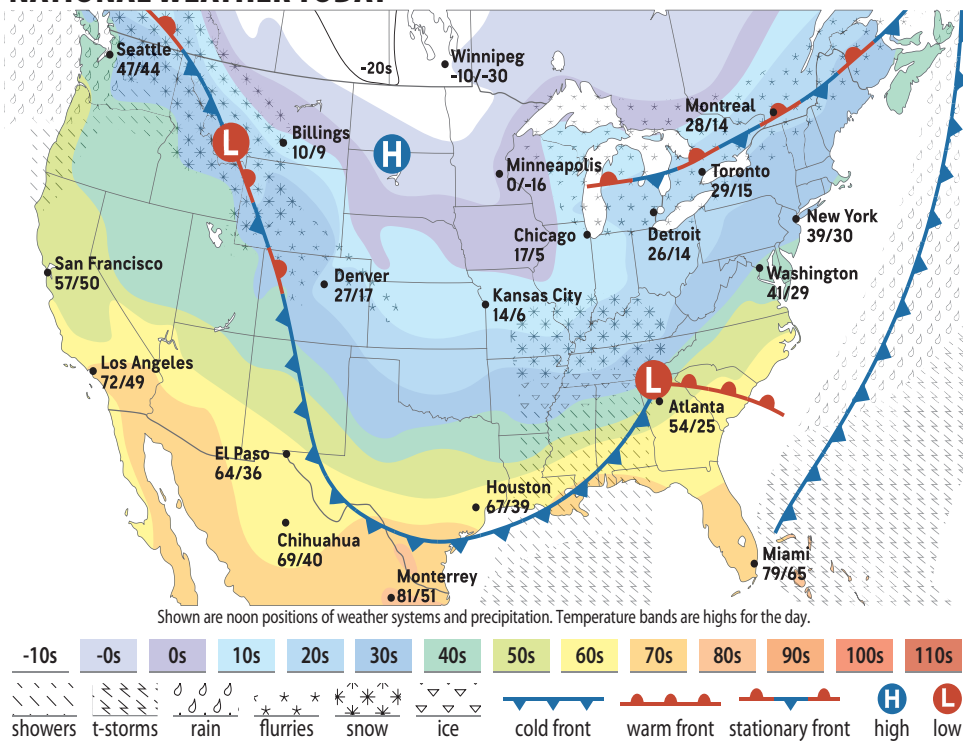 NATIONAL WEATHER TODAY
Seattle
47/44
-20s
Winnipeg
-10/-30
Billings
10/9
H
L
Montreal
28/14
Minneapolis
0/-16
Toronto
29/15
New York
39/30
Chicago
17/5
Detroit
26/14
San Francisco
57/50
Denver
27/17
Washington
41/29
Kansas City
14/6
Los Angeles
72/49
L
Atlanta
54/25
El Paso
64/36
Houston
67/39
Chihuahua
69/40
Miami
79/65
Monterrey
81/51
Shown are noon positions of weather systems and precipitation. Temperature bands are highs for the day.
-10s -0s 0s 10s 20s 30s 40s 50s 60s 70s 80s 90s 100s 110s
H L
showers t-storms rain flurries snow ice cold front warm front stationary front high low